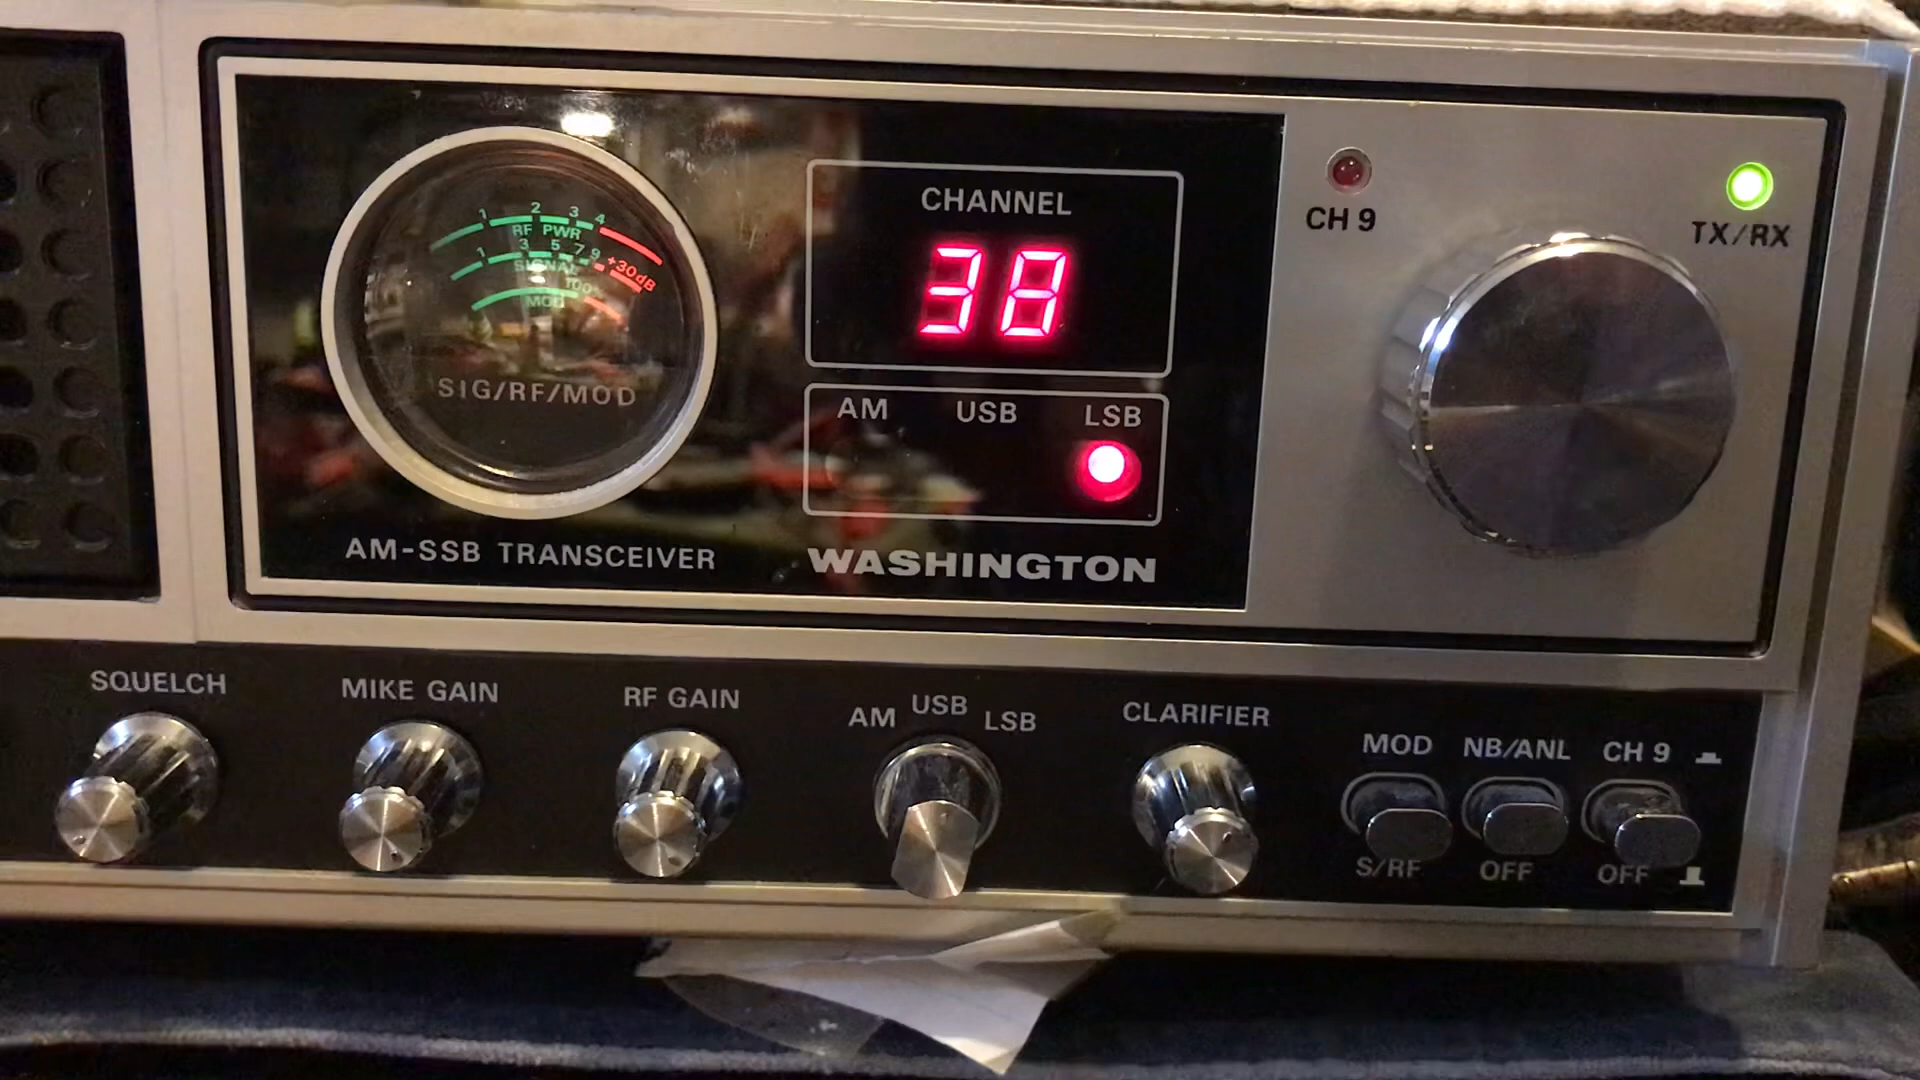 1 2 3 4
RF PWR
1 3 5 7 9 +30dB
SIGNAL
100%
MOD
SIG/RF/MOD
AM-SSB TRANSCEIVER
CHANNEL
38
AM USB LSB
WASHINGTON
CH 9
TX/RX
SQUELCH
MIKE GAIN
RF GAIN
AM USB LSB
CLARIFIER
MOD NB/ANL CH 9
S/RF OFF OFF